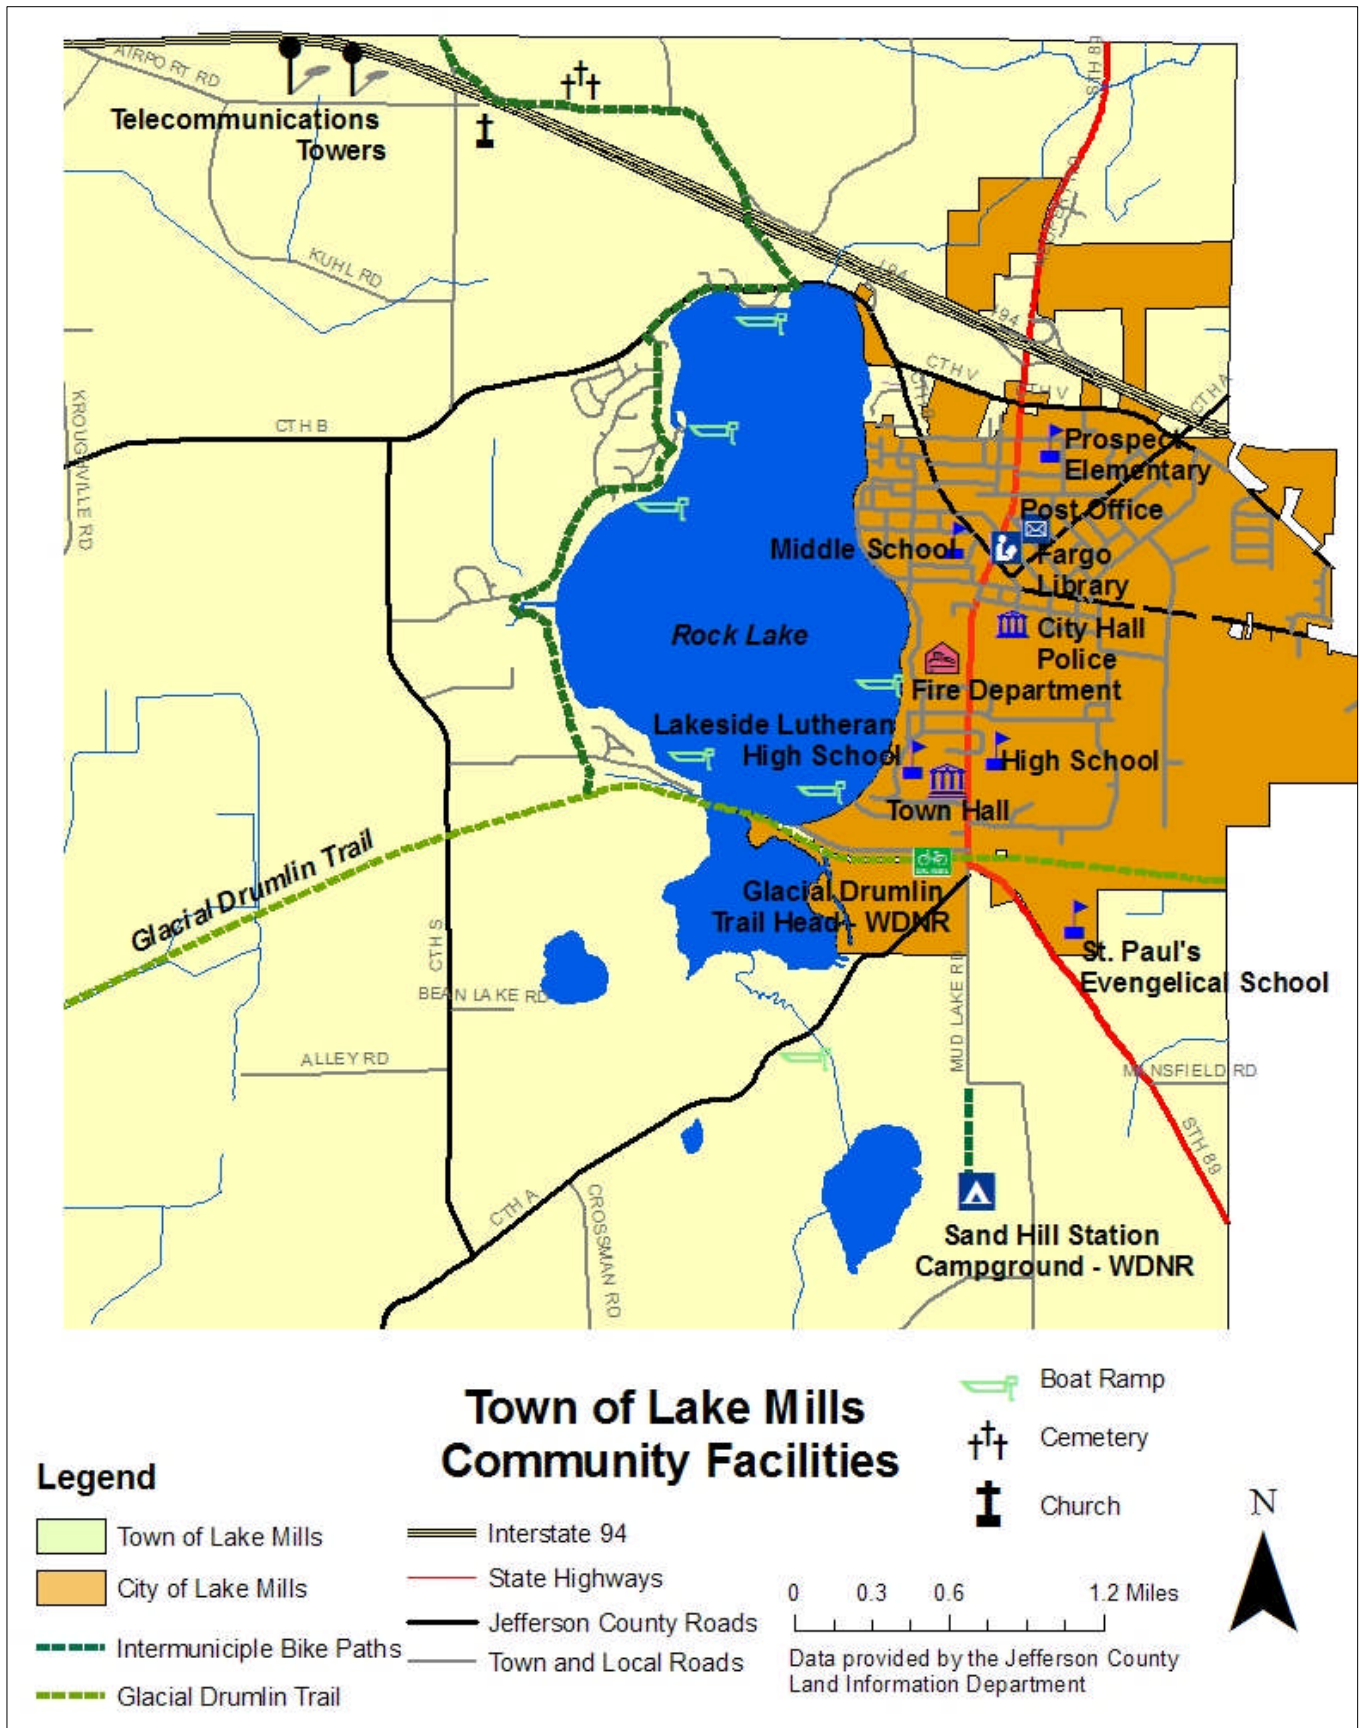 STH 89
AIRPORT RD
Telecommunications
Towers
KUHL RD
I 94
I 94
CTH V
CTH V
CTH A
CTH B
KROUGHVILLE RD
Prospect
Elementary
Post Office
Middle School
Fargo
Library
Rock Lake
City Hall
Police
Fire Department
Lakeside Lutheran
High School
High School
Town Hall
Glacial Drumlin Trail
Glacial Drumlin
Trail Head - WDNR
St. Paul's
Evengelical School
CTH S
BEAN LAKE RD
MUD LAKE RD
ALLEY RD
MANSFIELD RD
STH 89
CTH A
CROSSMAN RD
Sand Hill Station
Campground - WDNR
Town of Lake Mills
Community Facilities
Boat Ramp
Cemetery
Church
N
Legend
Town of Lake Mills
City of Lake Mills
Intermuniciple Bike Paths
Glacial Drumlin Trail
Interstate 94
State Highways
Jefferson County Roads
Town and Local Roads
0 0.3 0.6 1.2 Miles
Data provided by the Jefferson County
Land Information Department